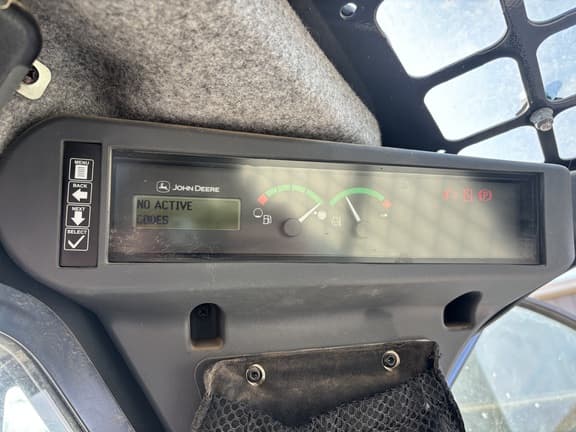 MENU
BACK
NEXT
SELECT
JOHN DEERE
NO ACTIVE
CODES